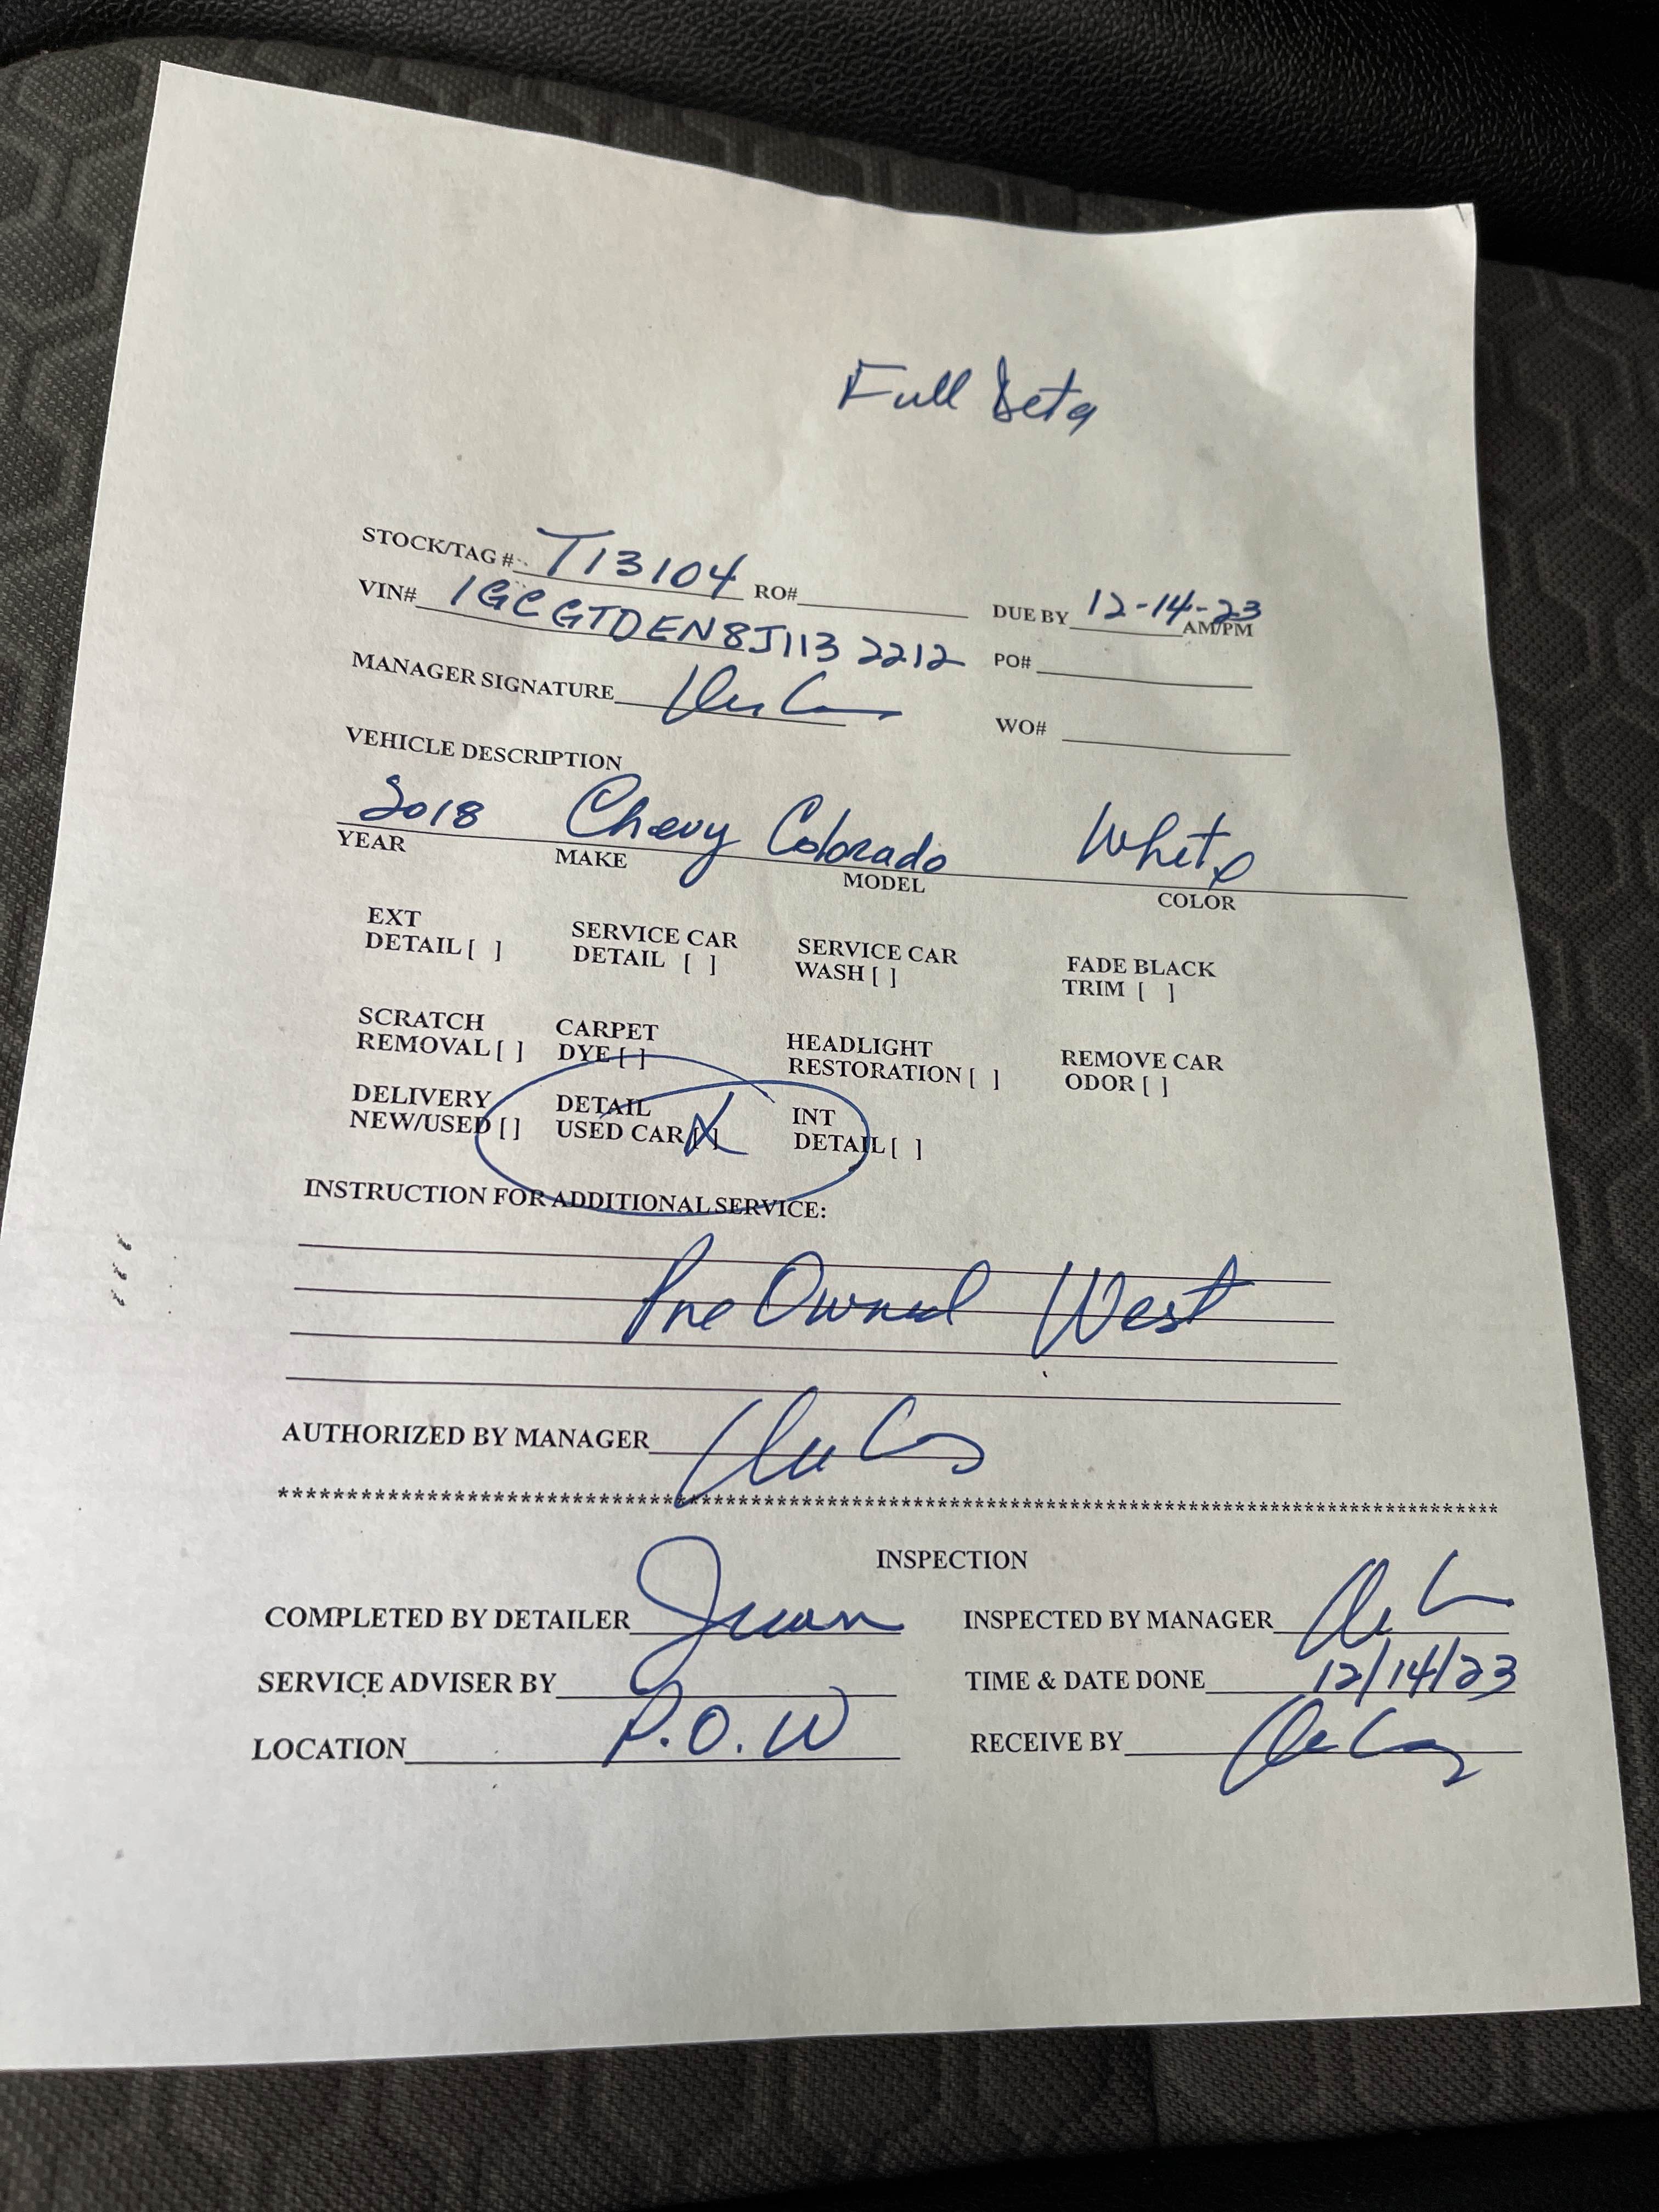 Full Deta
STOCK/TAG # T13104 RO# DUE BY 12-14-23 AM/PM
VIN# 1GCGTDEN8J1132212 PO#
MANAGER SIGNATURE WO#
VEHICLE DESCRIPTION
2018 Chevy Colorado White
YEAR MAKE MODEL COLOR
EXT SERVICE CAR SERVICE CAR FADE BLACK
DETAIL [ ] DETAIL [ ] WASH [ ] TRIM [ ]
SCRATCH CARPET HEADLIGHT REMOVE CAR
REMOVAL [ ] DYE [ ] RESTORATION [ ] ODOR [ ]
DELIVERY DETAIL INT
NEW/USED [ ] USED CAR [X] DETAIL [ ]
INSTRUCTION FOR ADDITIONAL SERVICE:
Pre Owned West
AUTHORIZED BY MANAGER
********************************************************************************************
INSPECTION
COMPLETED BY DETAILER Juan INSPECTED BY MANAGER
SERVICE ADVISER BY TIME & DATE DONE 12/14/23
LOCATION P.O.W RECEIVE BY